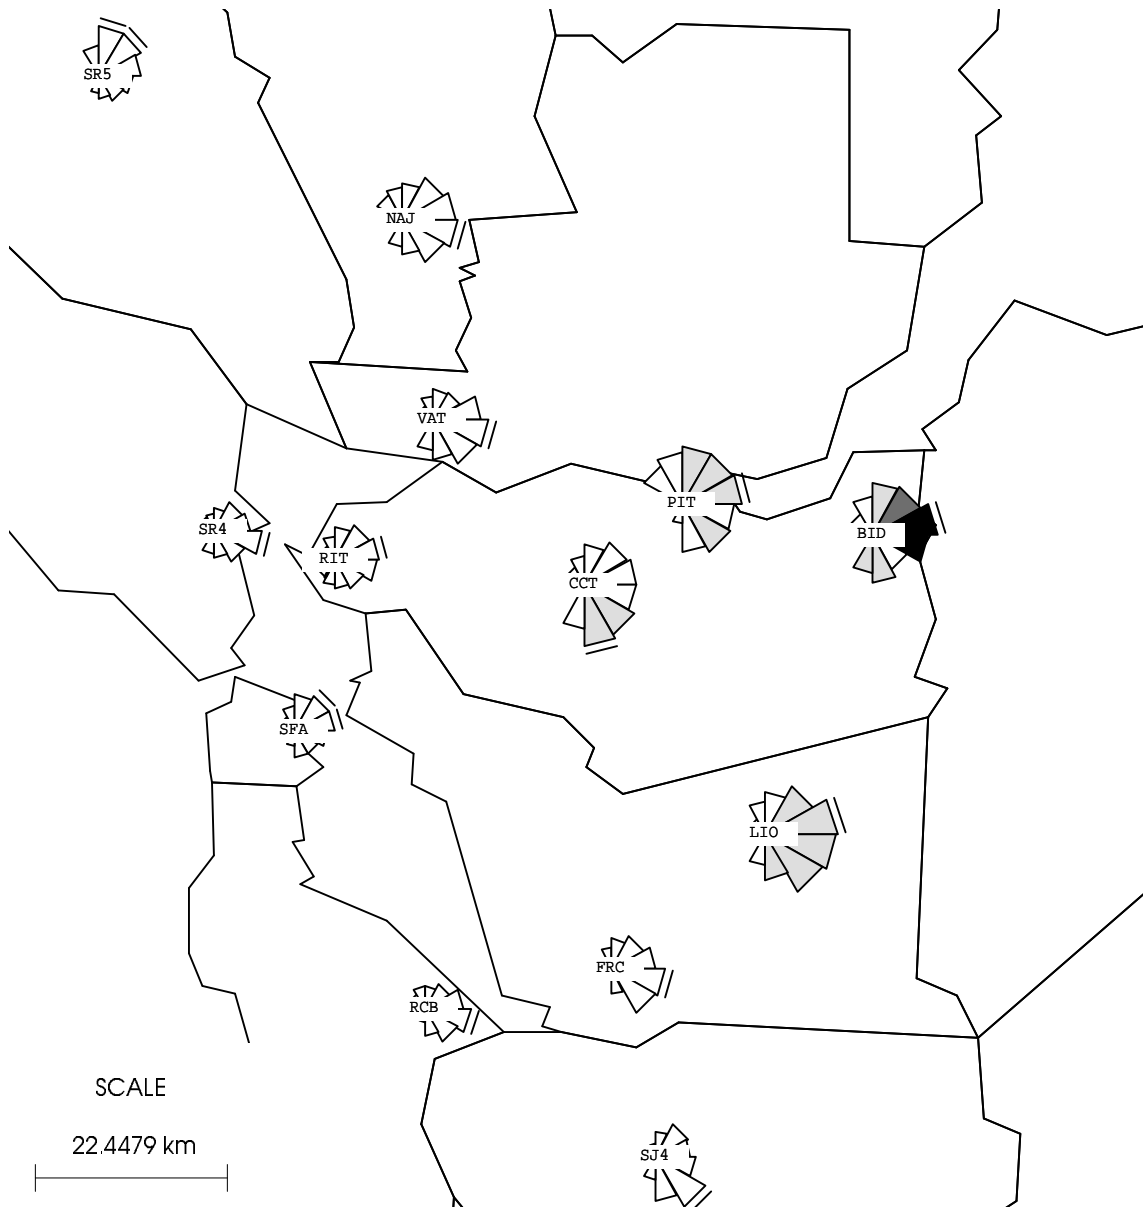 SR5
NAJ
VAT
PIT
SR4
BID
RIT
CCT
SFA
LIO
FRC
RCB
SCALE
22.4479 km
SJ4